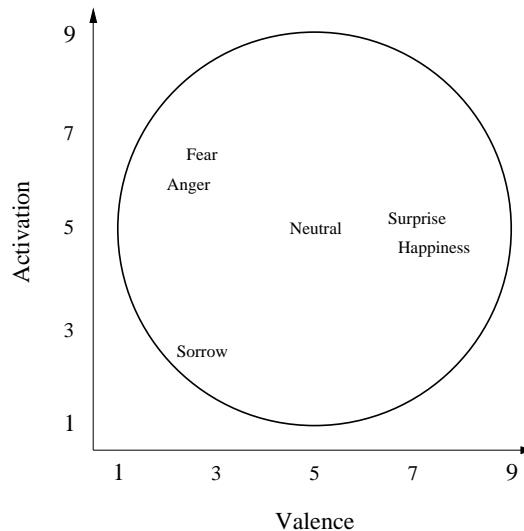 9
7
Fear
Anger
Activation
5
Neutral
Surprise
Happiness
3
Sorrow
1
1 3 5 7 9
Valence